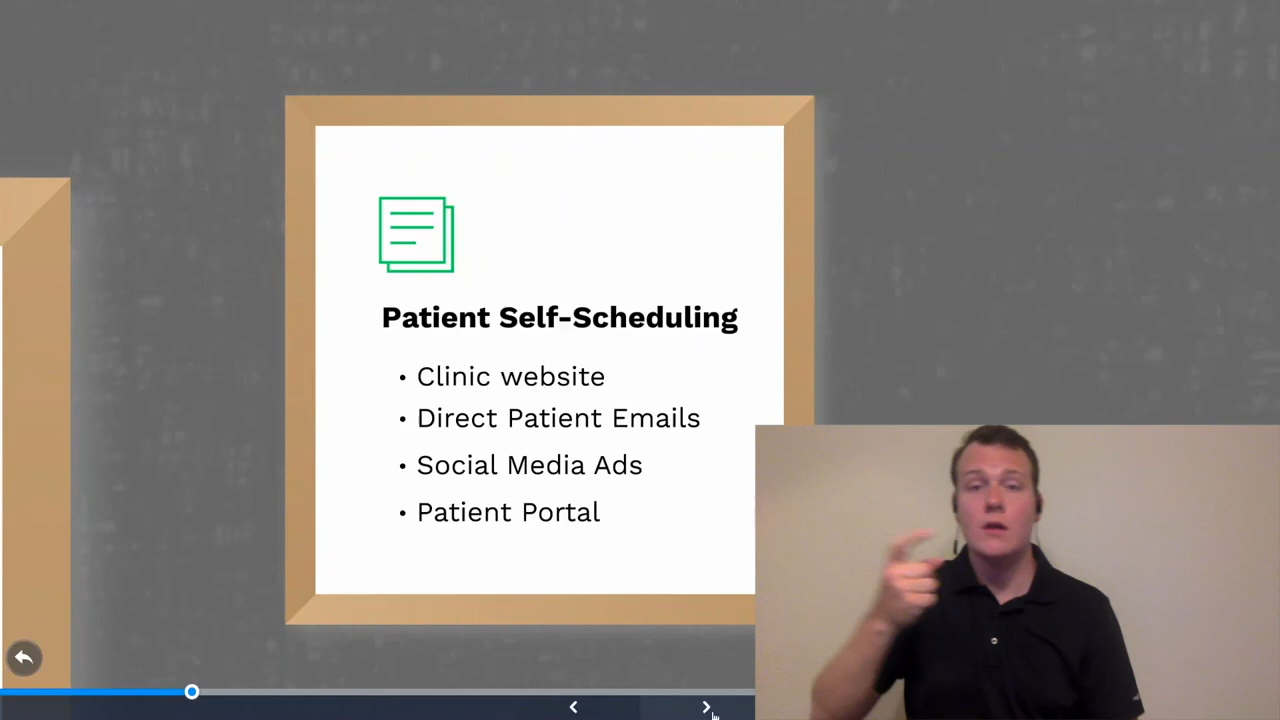 Patient Self-Scheduling
• Clinic website
• Direct Patient Emails
• Social Media Ads
• Patient Portal